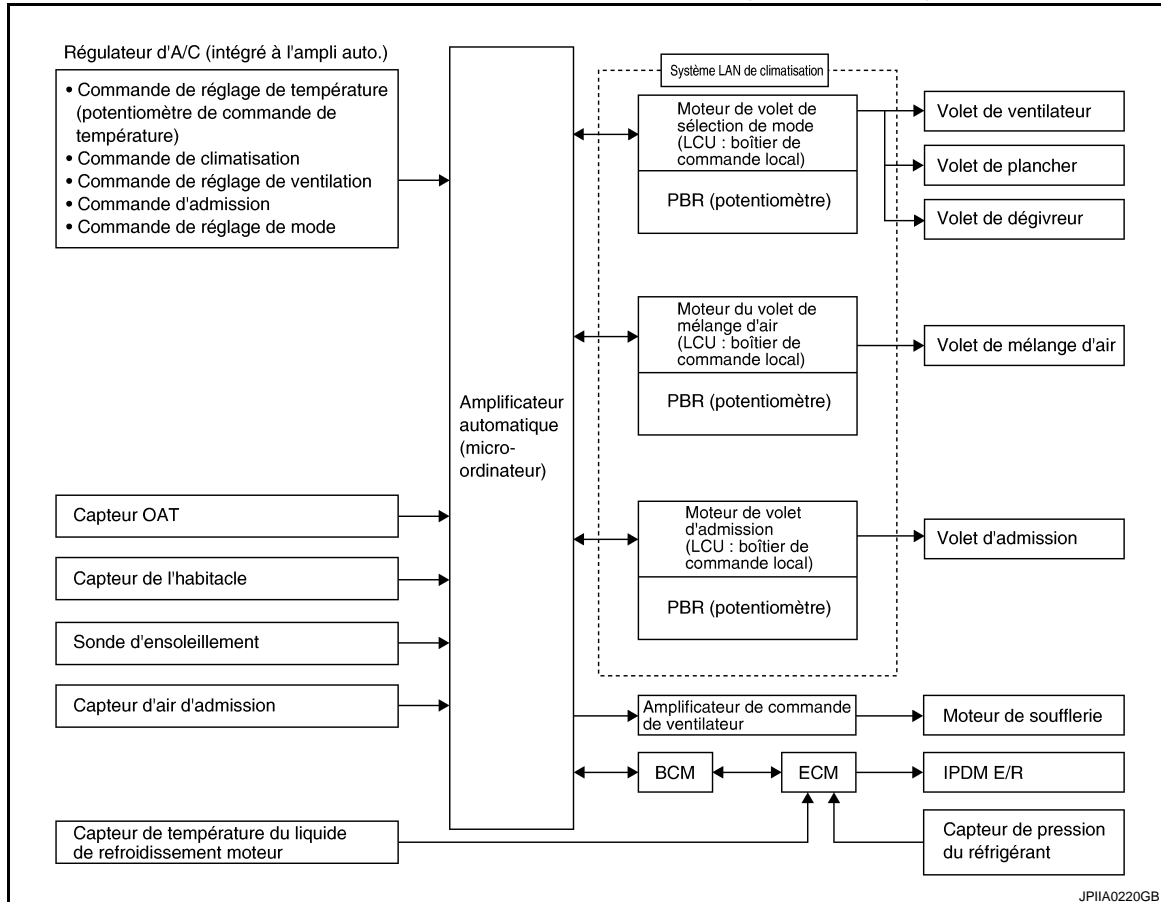 Régulateur d'A/C (intégré à l'ampli auto.)
• Commande de réglage de température
(potentiomètre de commande de
température)
• Commande de climatisation
• Commande de réglage de ventilation
• Commande d'admission
• Commande de réglage de mode
Capteur OAT
Capteur de l'habitacle
Sonde d'ensoleillement
Capteur d'air d'admission
Capteur de température du liquide
de refroidissement moteur
Amplificateur
automatique
(micro-
ordinateur)
Système LAN de climatisation
Moteur de volet de
sélection de mode
(LCU : boîtier de
commande local)
PBR (potentiomètre)
Moteur du volet de
mélange d'air
(LCU : boîtier de
commande local)
PBR (potentiomètre)
Moteur de volet
d'admission
(LCU : boîtier de
commande local)
PBR (potentiomètre)
Amplificateur de commande
de ventilateur
BCM
ECM
Volet de ventilateur
Volet de plancher
Volet de dégivreur
Volet de mélange d'air
Volet d'admission
Moteur de soufflerie
IPDM E/R
Capteur de pression
du réfrigérant
JPIIA0220GB